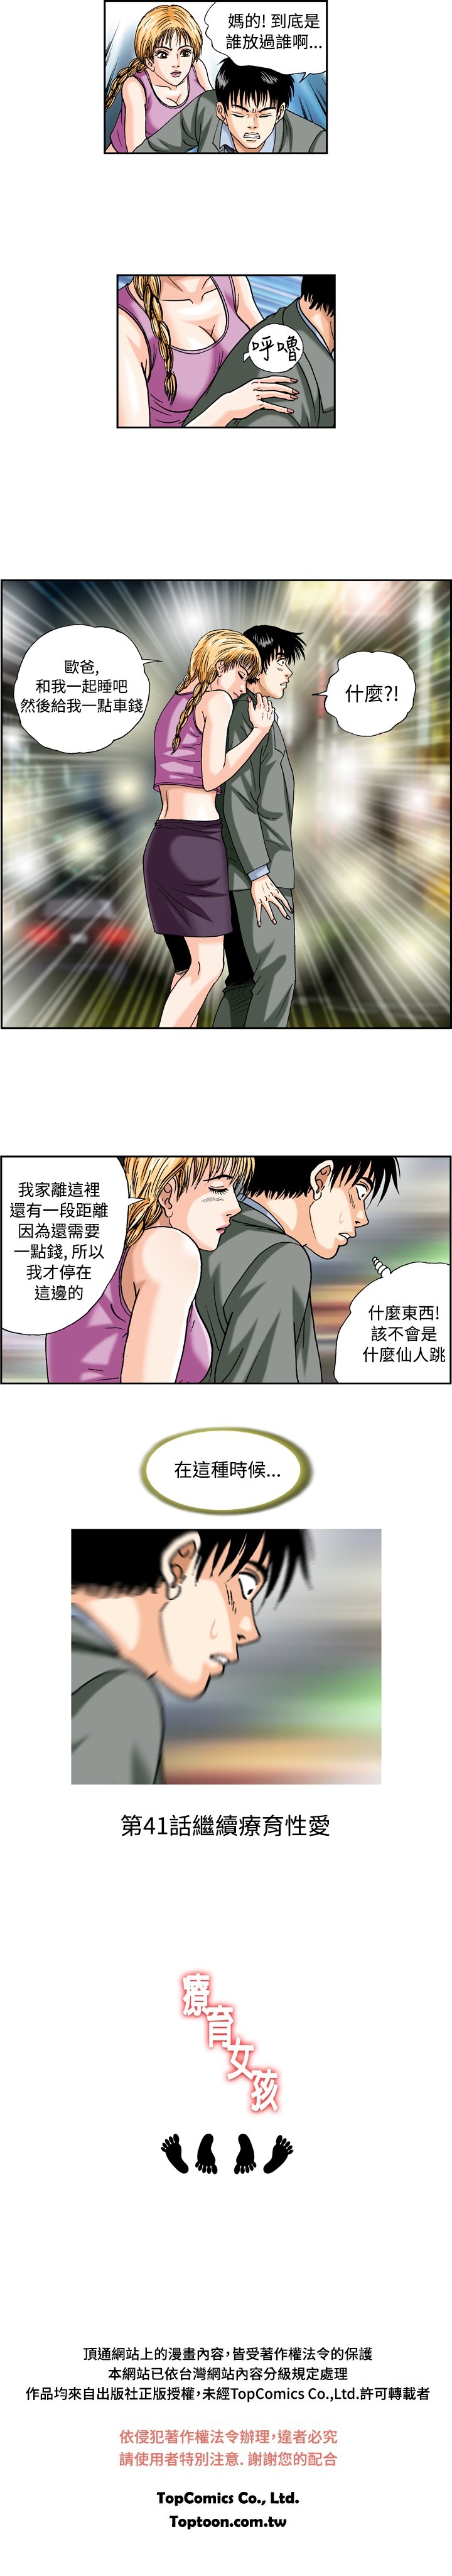 媽的! 到底是
誰放過誰啊...
呼嚕
歐爸,
和我一起睡吧
然後給我一點車錢
什麼?!
我家離這裡
還有一段距離
因為還需要
一點錢, 所以
我才停在
這邊的
什麼東西!
該不會是
什麼仙人跳
在這種時候...
第41話繼續療育性愛
療育女孩
頂通網站上的漫畫內容，皆受著作權法令的保護
本網站已依台灣網站內容分級規定處理
作品均來自出版社正版授權，未經TopComics Co.,Ltd.許可轉載者
依侵犯著作權法令辦理，違者必究
請使用者特別注意. 謝謝您的配合
TopComics Co., Ltd.
Toptoon.com.tw